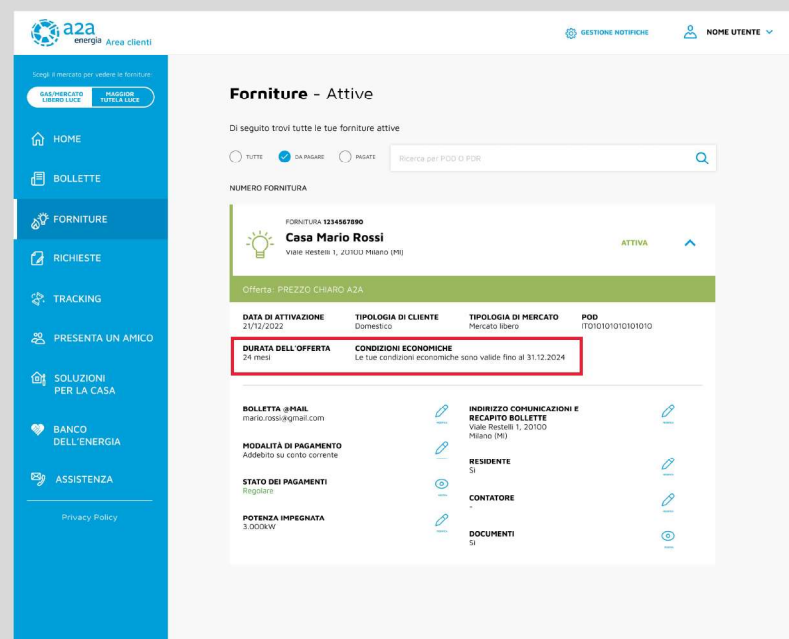 a2a
energia Area clienti
GESTIONE NOTIFICHE
NOME UTENTE
Scegli il mercato per vedere le forniture:
GAS/MERCATO
LIBERO LUCE
MAGGIOR
TUTELA LUCE
HOME
BOLLETTE
FORNITURE
RICHIESTE
TRACKING
PRESENTA UN AMICO
SOLUZIONI
PER LA CASA
BANCO
DELL'ENERGIA
ASSISTENZA
Privacy Policy
Forniture - Attive
Di seguito trovi tutte le tue forniture attive
TUTTE
DA PAGARE
PAGATE
Ricerca per POD O PDR
NUMERO FORNITURA
FORNITURA 1234567890
Casa Mario Rossi
Viale Restelli 1, 20100 Milano (MI)
ATTIVA
Offerta: PREZZO CHIARO A2A
DATA DI ATTIVAZIONE
21/12/2022
TIPOLOGIA DI CLIENTE
Domestico
TIPOLOGIA DI MERCATO
Mercato libero
POD
IT010101010101010
DURATA DELL'OFFERTA
24 mesi
CONDIZIONI ECONOMICHE
Le tue condizioni economiche sono valide fino al 31.12.2024
BOLLETTA @MAIL
mario.rossi@gmail.com
MODALITÀ DI PAGAMENTO
Addebito su conto corrente
STATO DEI PAGAMENTI
Regolare
POTENZA IMPEGNATA
3.000kW
INDIRIZZO COMUNICAZIONI E
RECAPITO BOLLETTE
Viale Restelli 1, 20100
Milano (MI)
RESIDENTE
Si
CONTATORE
-
DOCUMENTI
Si